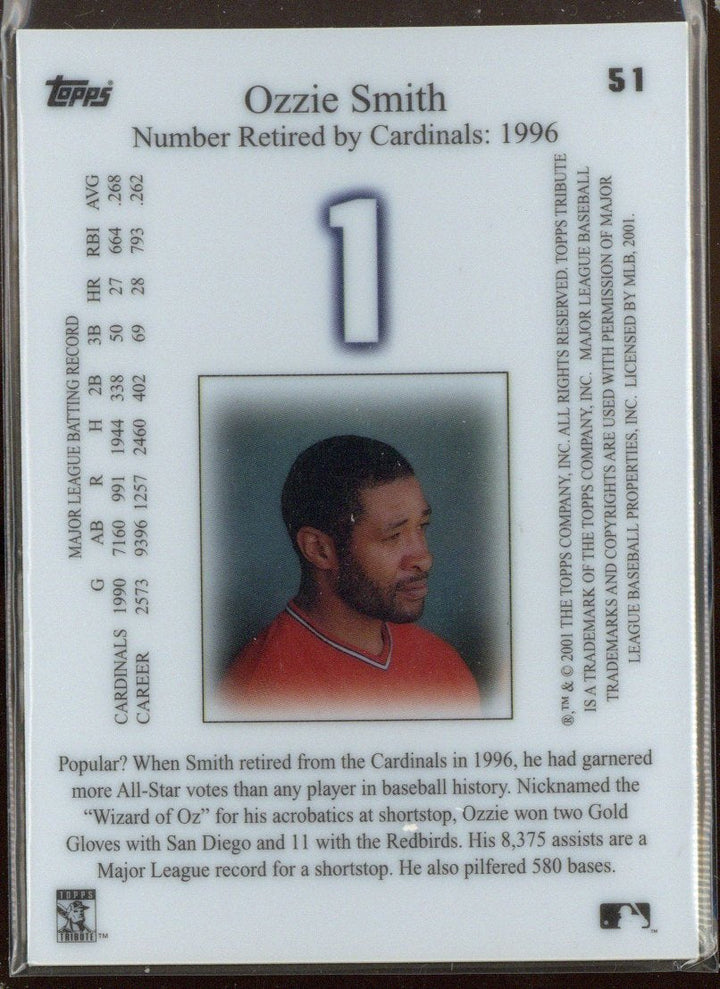 TOPPS
51
Ozzie Smith
Number Retired by Cardinals: 1996
1
MAJOR LEAGUE BATTING RECORD
G AB R H 2B 3B HR RBI AVG
CARDINALS 1990 7160 991 1944 338 50 27 664 .268
CAREER 2573 9396 1257 2460 402 69 28 793 .262
®,™ & © 2001 THE TOPPS COMPANY, INC. ALL RIGHTS RESERVED. TOPPS TRIBUTE
IS A TRADEMARK OF THE TOPPS COMPANY, INC. MAJOR LEAGUE BASEBALL
TRADEMARKS AND COPYRIGHTS ARE USED WITH PERMISSION OF MAJOR
LEAGUE BASEBALL PROPERTIES, INC. LICENSED BY MLB, 2001.
Popular? When Smith retired from the Cardinals in 1996, he had garnered
more All-Star votes than any player in baseball history. Nicknamed the
“Wizard of Oz” for his acrobatics at shortstop, Ozzie won two Gold
Gloves with San Diego and 11 with the Redbirds. His 8,375 assists are a
Major League record for a shortstop. He also pilfered 580 bases.
TOPPS
TRIBUTE™
™